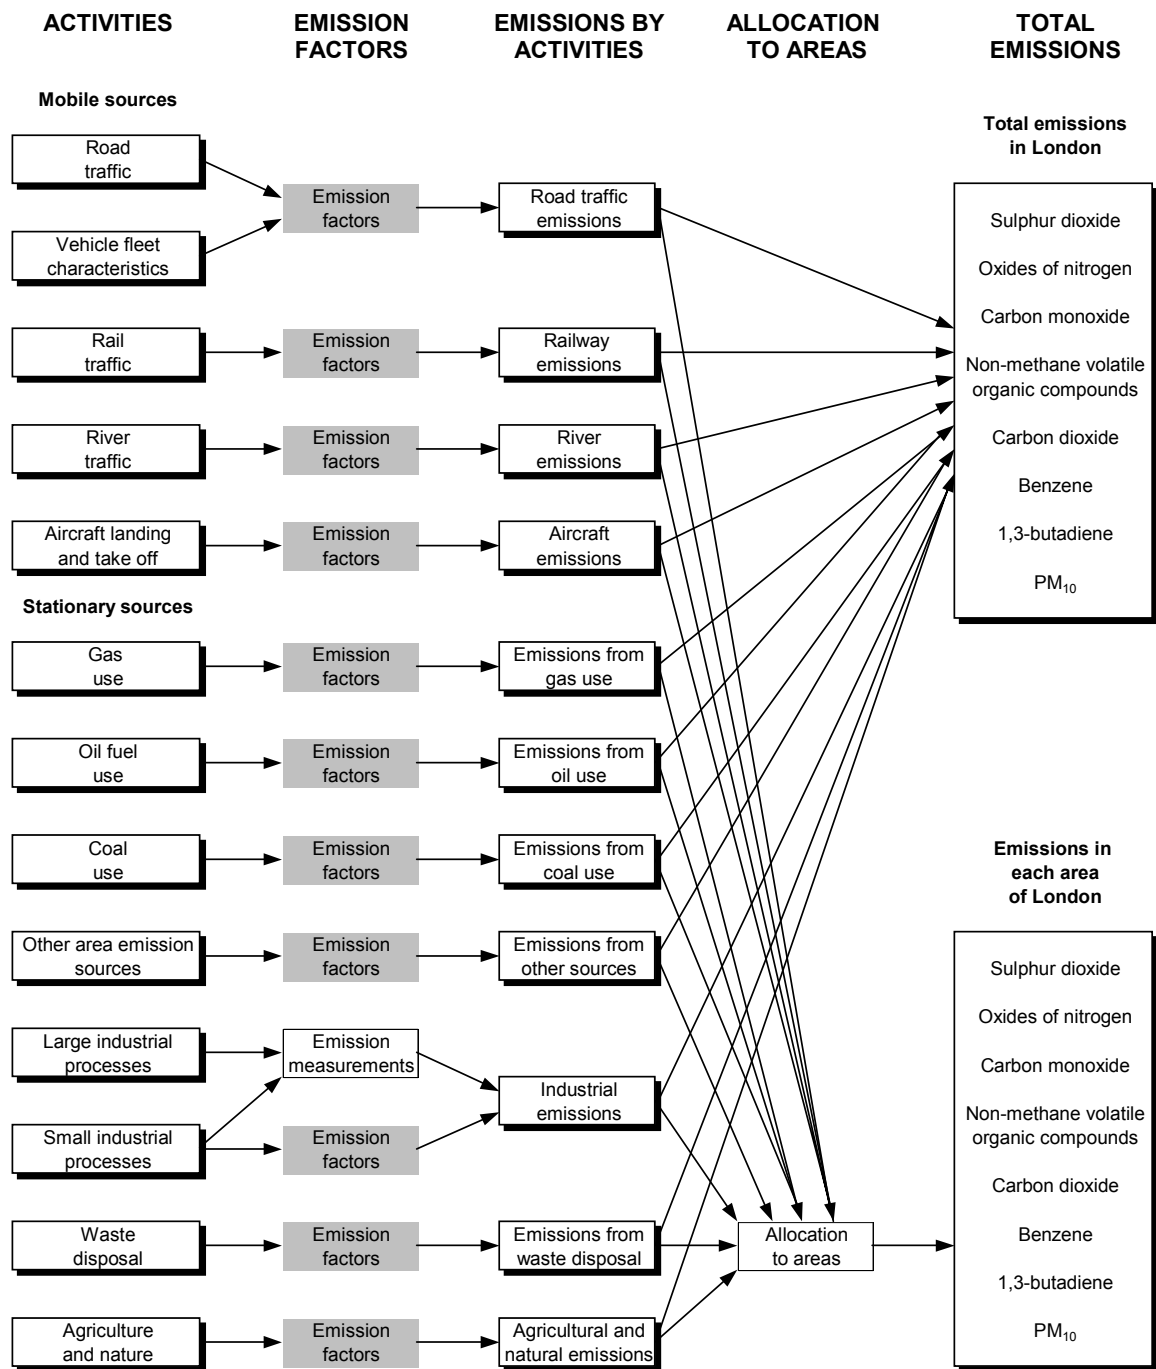 ACTIVITIES
EMISSION
FACTORS
EMISSIONS BY
ACTIVITIES
ALLOCATION
TO AREAS
TOTAL
EMISSIONS
Mobile sources
Total emissions
in London
Road
traffic
Vehicle fleet
characteristics
Emission
factors
Road traffic
emissions
Rail
traffic
Emission
factors
Railway
emissions
River
traffic
Emission
factors
River
emissions
Aircraft landing
and take off
Emission
factors
Aircraft
emissions
Sulphur dioxide
Oxides of nitrogen
Carbon monoxide
Non-methane volatile
organic compounds
Carbon dioxide
Benzene
1,3-butadiene
PM10
Stationary sources
Gas
use
Emission
factors
Emissions from
gas use
Oil fuel
use
Emission
factors
Emissions from
oil use
Coal
use
Emission
factors
Emissions from
coal use
Other area emission
sources
Emission
factors
Emissions from
other sources
Large industrial
processes
Emission
measurements
Small industrial
processes
Emission
factors
Industrial
emissions
Waste
disposal
Emission
factors
Emissions from
waste disposal
Agriculture
and nature
Emission
factors
Agricultural and
natural emissions
Allocation
to areas
Emissions in
each area
of London
Sulphur dioxide
Oxides of nitrogen
Carbon monoxide
Non-methane volatile
organic compounds
Carbon dioxide
Benzene
1,3-butadiene
PM10